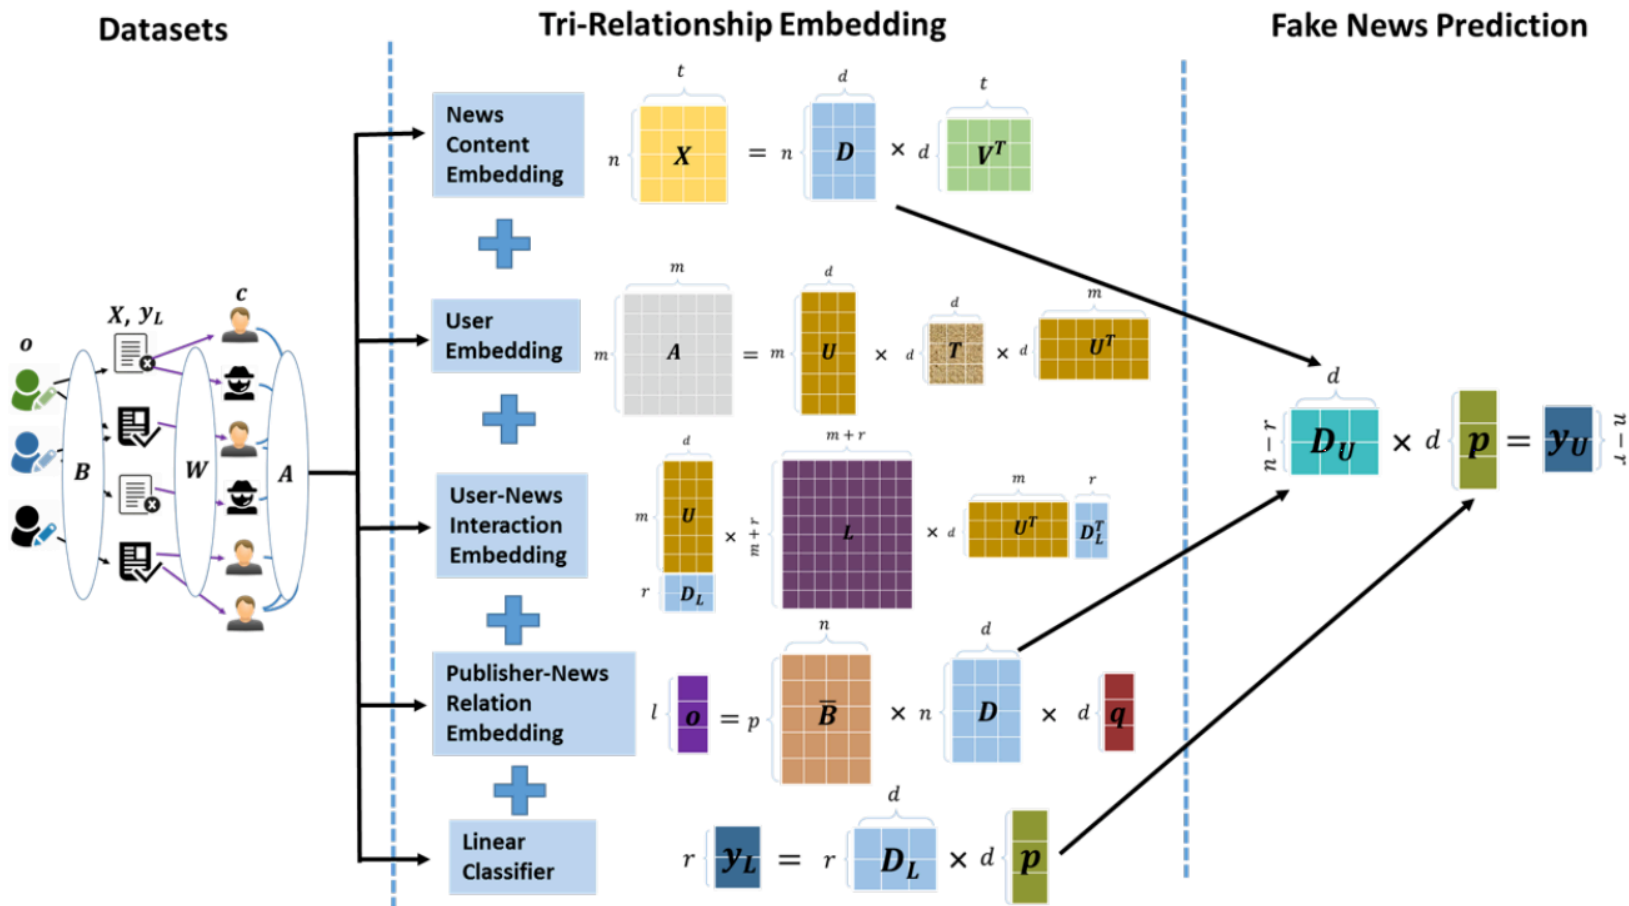 Datasets
Tri-Relationship Embedding
Fake News Prediction
o
X, y_L
c
B
W
A
News
Content
Embedding
t
n
X
=
n
d
D
×
d
t
V^T
User
Embedding
m
m
A
=
m
d
U
×
d
d
T
×
d
m
U^T
User-News
Interaction
Embedding
d
m
U
r
D_L
×
m + r
m + r
L
×
d
m
U^T
r
D_L^T
Publisher-News
Relation
Embedding
l
o
=
p
n
B̅
×
n
d
D
×
d
q
Linear
Classifier
r
y_L
=
r
d
D_L
×
d
p
d
n − r
D_U
×
d
p
=
y_U
n − r